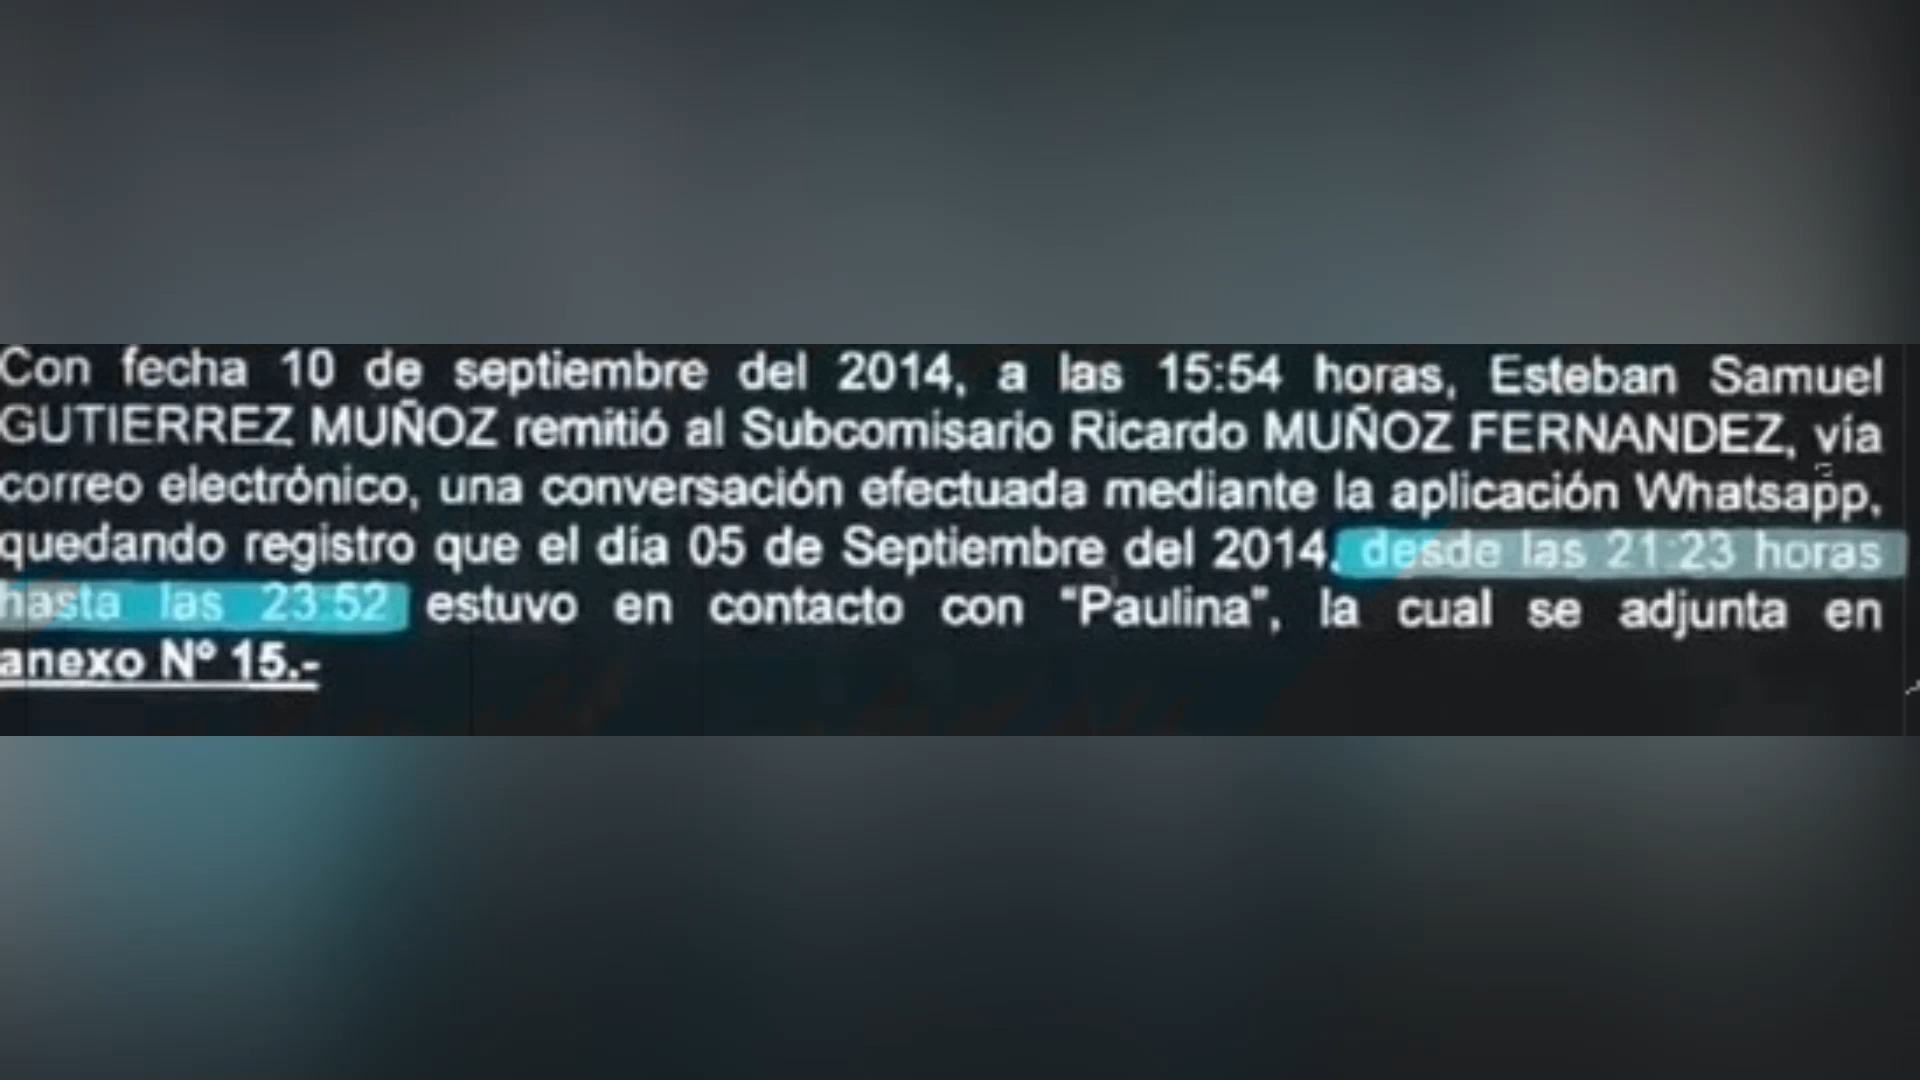 Con fecha 10 de septiembre del 2014, a las 15:54 horas, Esteban Samuel
GUTIERREZ MUÑOZ remitió al Subcomisario Ricardo MUÑOZ FERNANDEZ, vía
correo electrónico, una conversación efectuada mediante la aplicación Whatsapp,
quedando registro que el día 05 de Septiembre del 2014, desde las 21:23 horas
hasta las 23:52 estuvo en contacto con "Paulina", la cual se adjunta en
anexo Nº 15.-